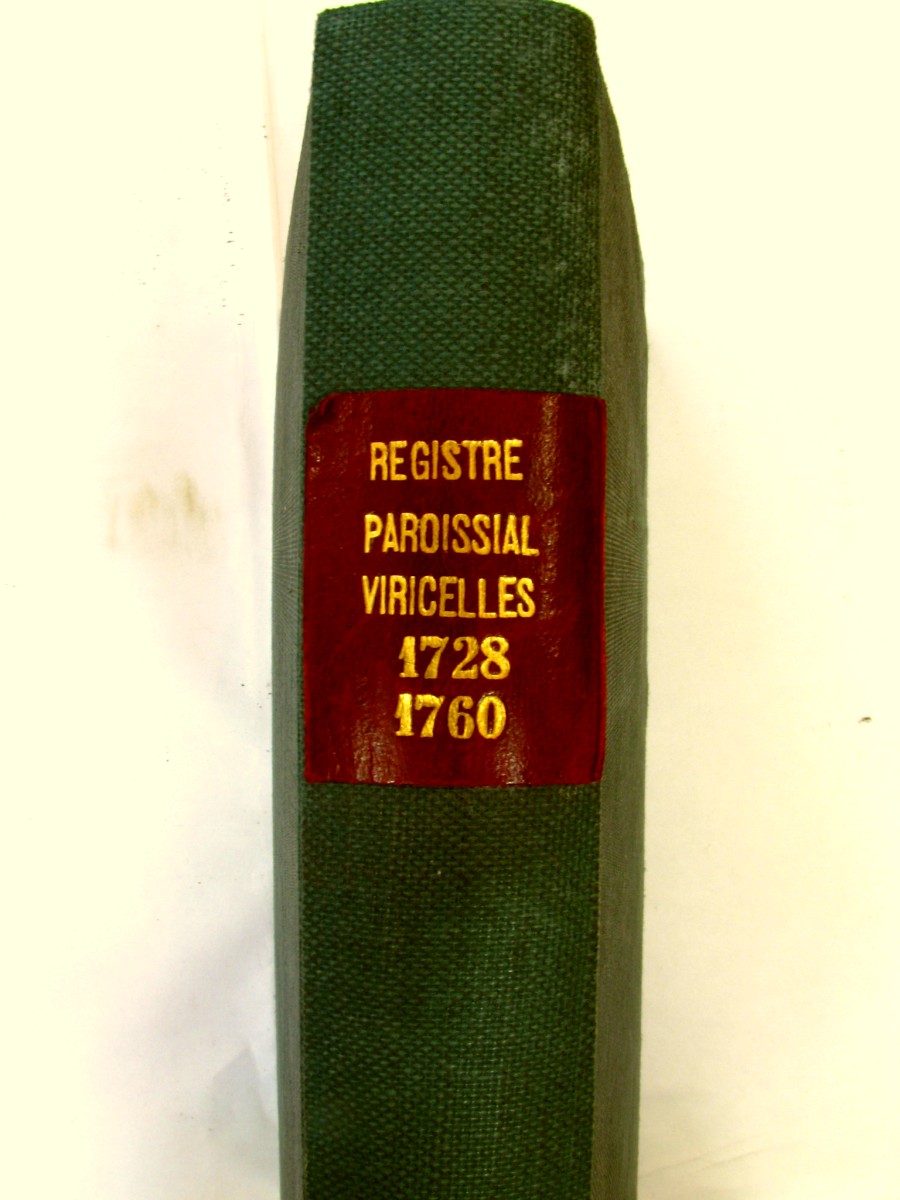 REGISTRE
PAROISSIAL
VIRICELLES
1728
1760